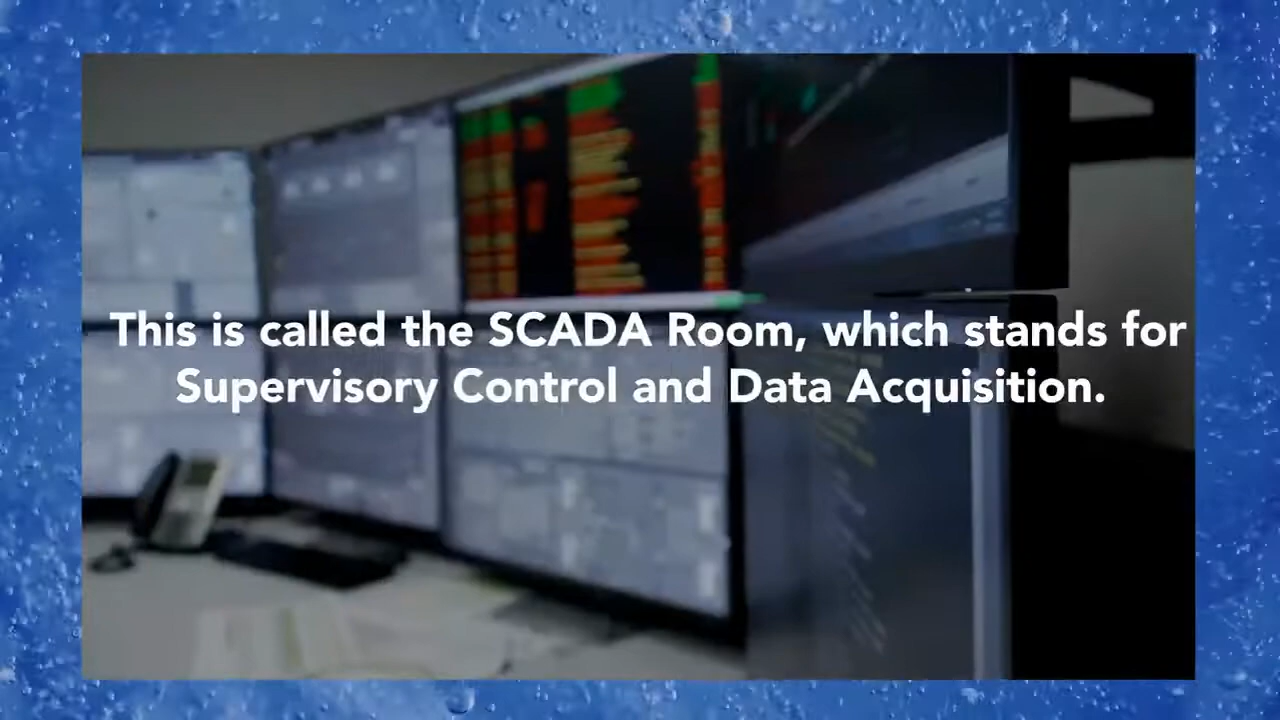 This is called the SCADA Room, which stands for
Supervisory Control and Data Acquisition.